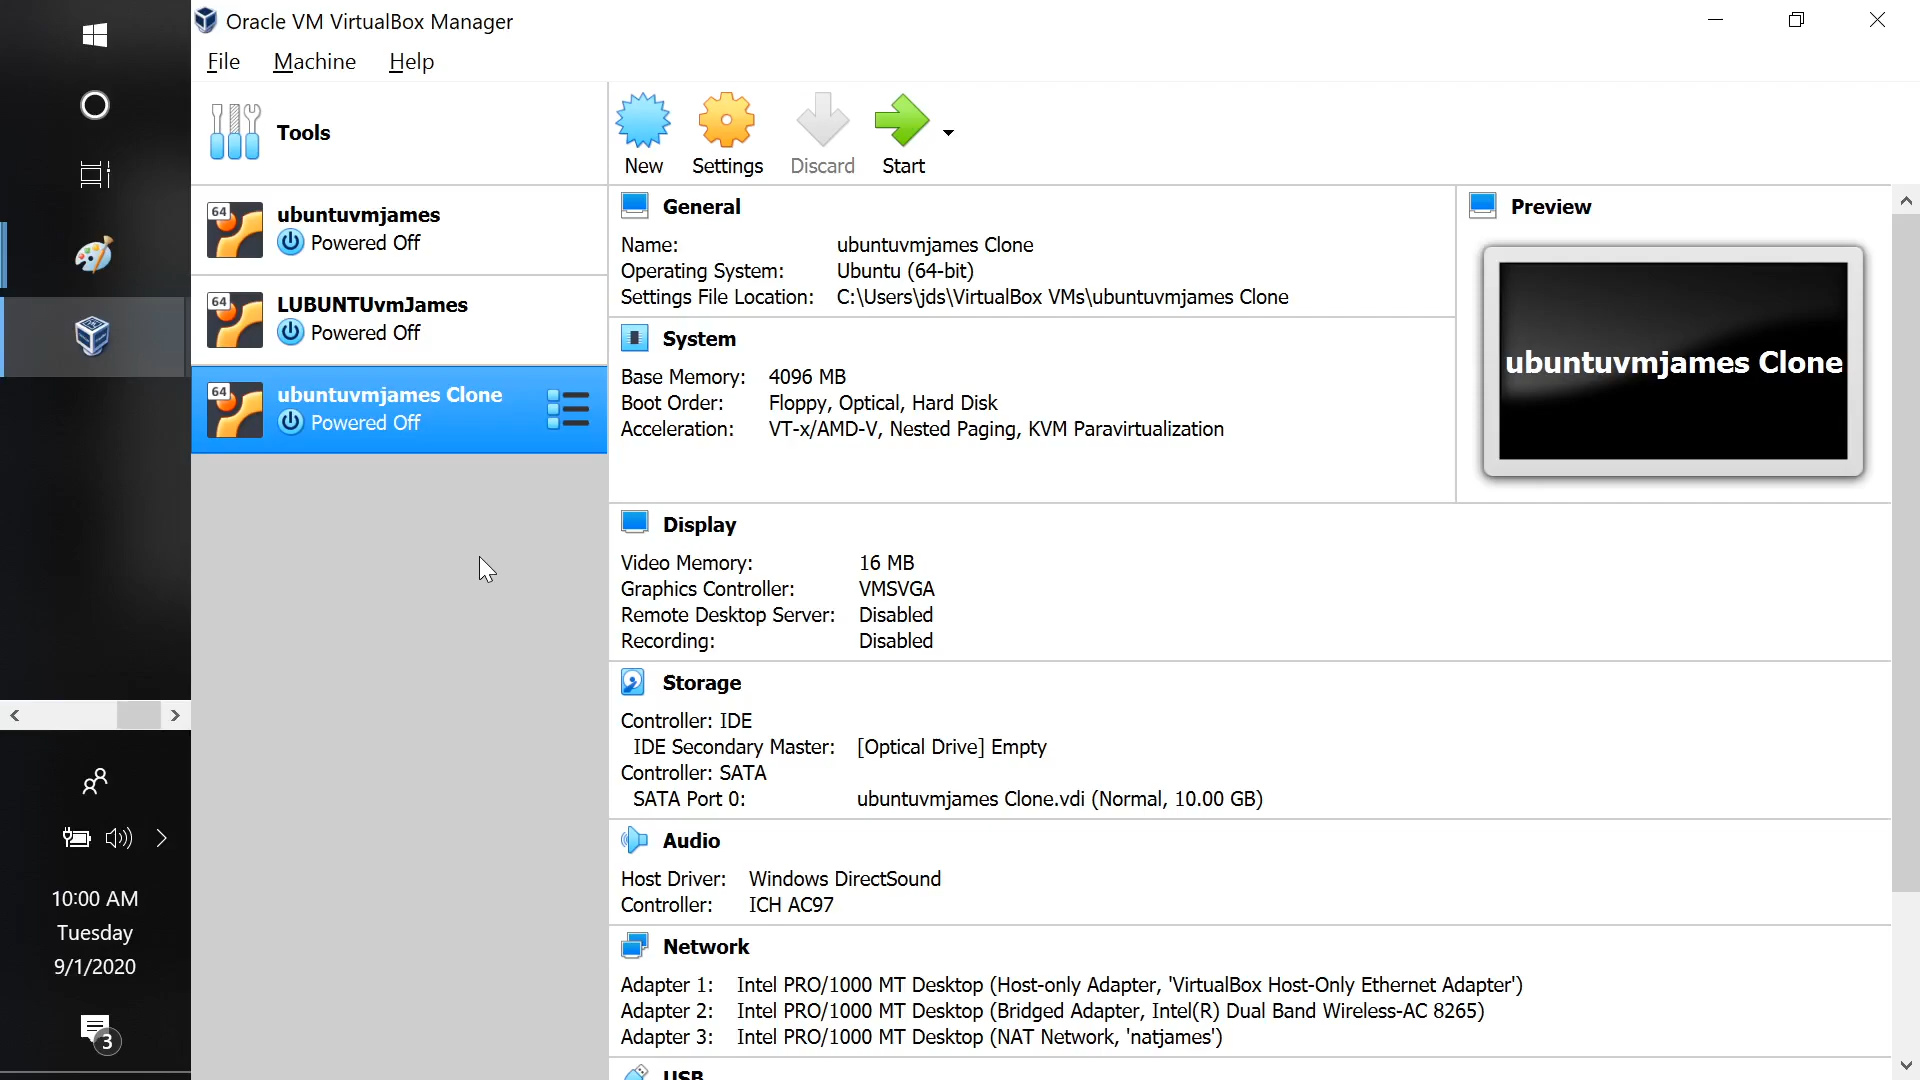 Oracle VM VirtualBox Manager
File Machine Help
Tools
New Settings Discard Start
64 ubuntuvmjames
Powered Off
64 LUBUNTUvmJames
Powered Off
64 ubuntuvmjames Clone
Powered Off
General
Name: ubuntuvmjames Clone
Operating System: Ubuntu (64-bit)
Settings File Location: C:\Users\jds\VirtualBox VMs\ubuntuvmjames Clone
System
Base Memory: 4096 MB
Boot Order: Floppy, Optical, Hard Disk
Acceleration: VT-x/AMD-V, Nested Paging, KVM Paravirtualization
Preview
ubuntuvmjames Clone
Display
Video Memory: 16 MB
Graphics Controller: VMSVGA
Remote Desktop Server: Disabled
Recording: Disabled
Storage
Controller: IDE
IDE Secondary Master: [Optical Drive] Empty
Controller: SATA
SATA Port 0: ubuntuvmjames Clone.vdi (Normal, 10.00 GB)
Audio
Host Driver: Windows DirectSound
Controller: ICH AC97
Network
Adapter 1: Intel PRO/1000 MT Desktop (Host-only Adapter, 'VirtualBox Host-Only Ethernet Adapter')
Adapter 2: Intel PRO/1000 MT Desktop (Bridged Adapter, Intel(R) Dual Band Wireless-AC 8265)
Adapter 3: Intel PRO/1000 MT Desktop (NAT Network, 'natjames')
USB
10:00 AM
Tuesday
9/1/2020
3